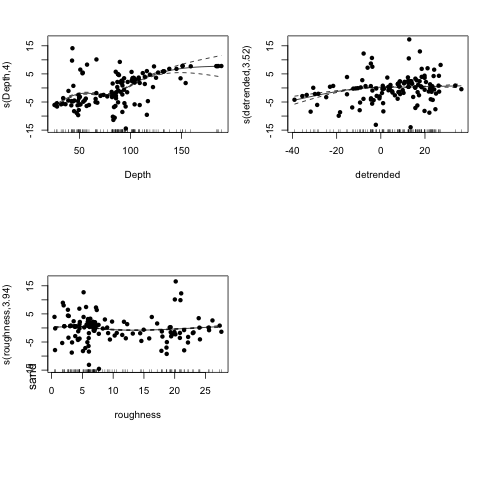 s(Depth,4)
-15 -5 5 15
50 100 150
Depth
s(detrended,3.52)
-15 -5 5 15
-40 -20 0 20
detrended
s(roughness,3.94)
-5 5 15
sand
0 5 10 15 20 25
roughness